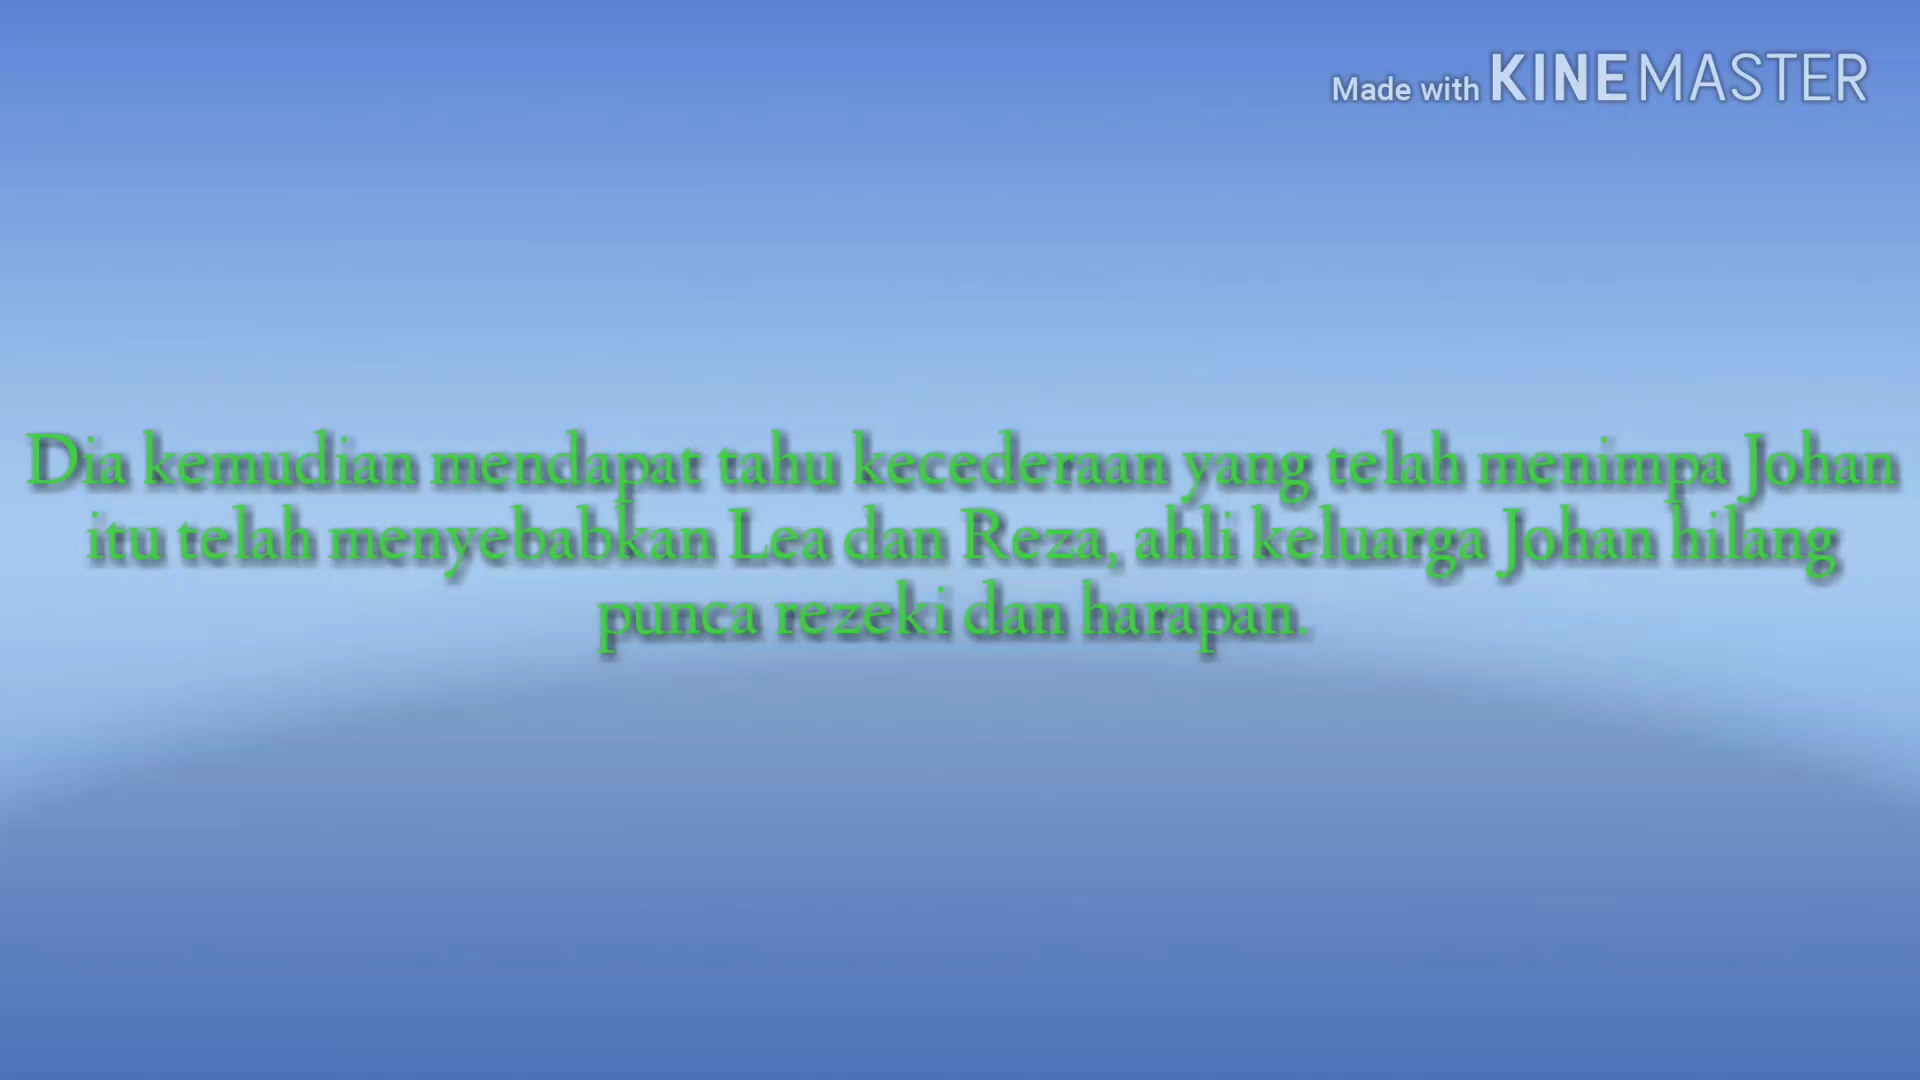 Made with KINEMASTER
Dia kemudian mendapat tahu kecederaan yang telah menimpa Johan
itu telah menyebabkan Lea dan Reza, ahli keluarga Johan hilang
punca rezeki dan harapan.